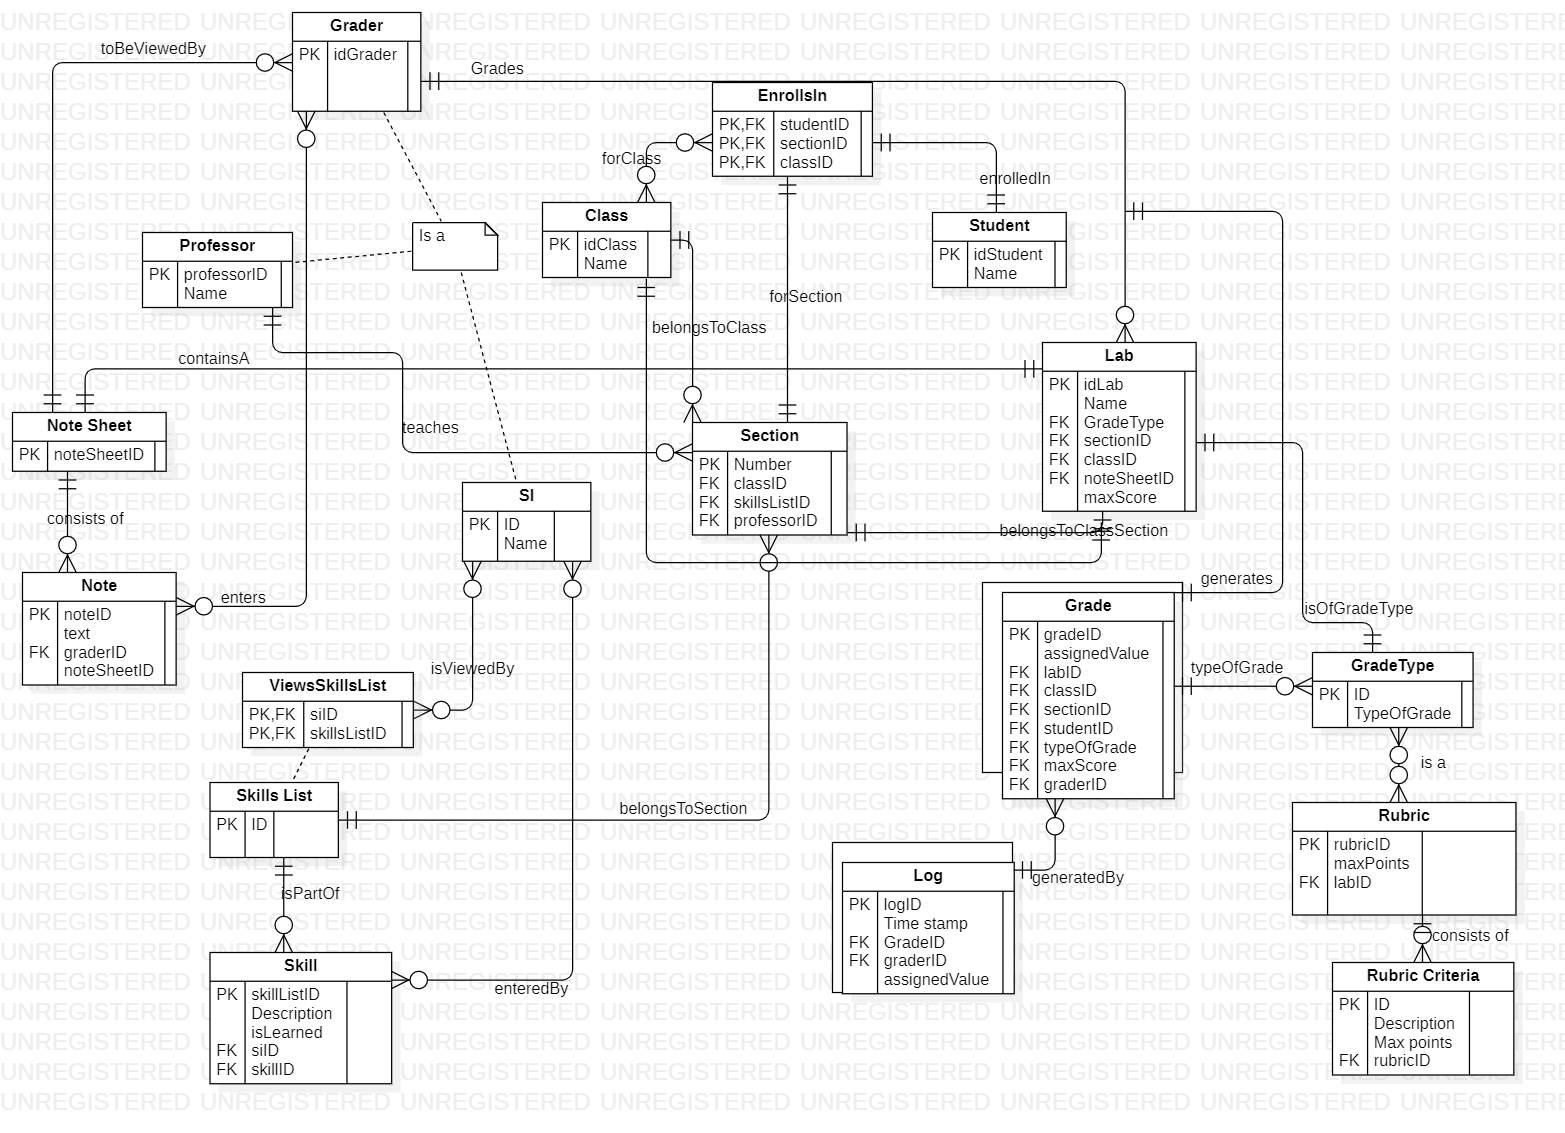 Grader
PK idGrader
toBeViewedBy
Grades
EnrollsIn
PK,FK studentID
PK,FK sectionID
PK,FK classID
forClass
enrolledIn
Class
PK idClass
Name
Student
PK idStudent
Name
Professor
PK professorID
Name
Is a
forSection
belongsToClass
containsA
Lab
PK idLab
Name
FK GradeType
FK sectionID
FK classID
FK noteSheetID
maxScore
Note Sheet
PK noteSheetID
teaches
Section
PK Number
FK classID
FK skillsListID
FK professorID
SI
PK ID
Name
consists of
belongsToClassSection
Note
PK noteID
text
FK graderID
noteSheetID
enters
generates
isOfGradeType
Grade
PK gradeID
assignedValue
FK labID
FK classID
FK sectionID
FK studentID
FK typeOfGrade
FK maxScore
FK graderID
typeOfGrade
GradeType
PK ID
TypeOfGrade
isViewedBy
ViewsSkillsList
PK,FK siID
PK,FK skillsListID
is a
Skills List
PK ID
belongsToSection
Rubric
PK rubricID
maxPoints
FK labID
isPartOf
generatedBy
Log
PK logID
Time stamp
FK GradeID
FK graderID
assignedValue
consists of
Skill
PK skillListID
Description
isLearned
FK siID
FK skillID
enteredBy
Rubric Criteria
PK ID
Description
Max points
FK rubricID
UNREGISTERED